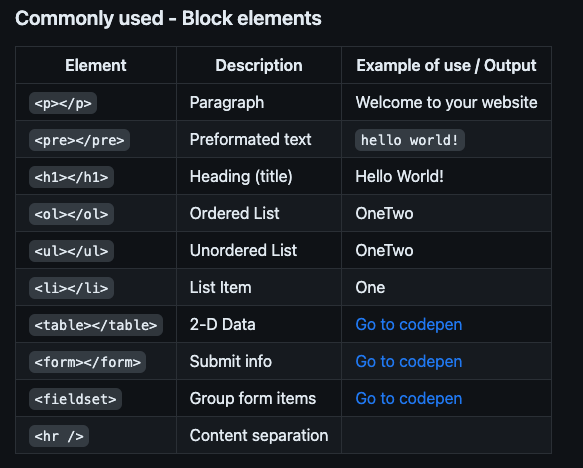 Commonly used - Block elements
Element Description Example of use / Output
<p></p> Paragraph Welcome to your website
<pre></pre> Preformated text hello world!
<h1></h1> Heading (title) Hello World!
<ol></ol> Ordered List OneTwo
<ul></ul> Unordered List OneTwo
<li></li> List Item One
<table></table> 2-D Data Go to codepen
<form></form> Submit info Go to codepen
<fieldset> Group form items Go to codepen
<hr /> Content separation